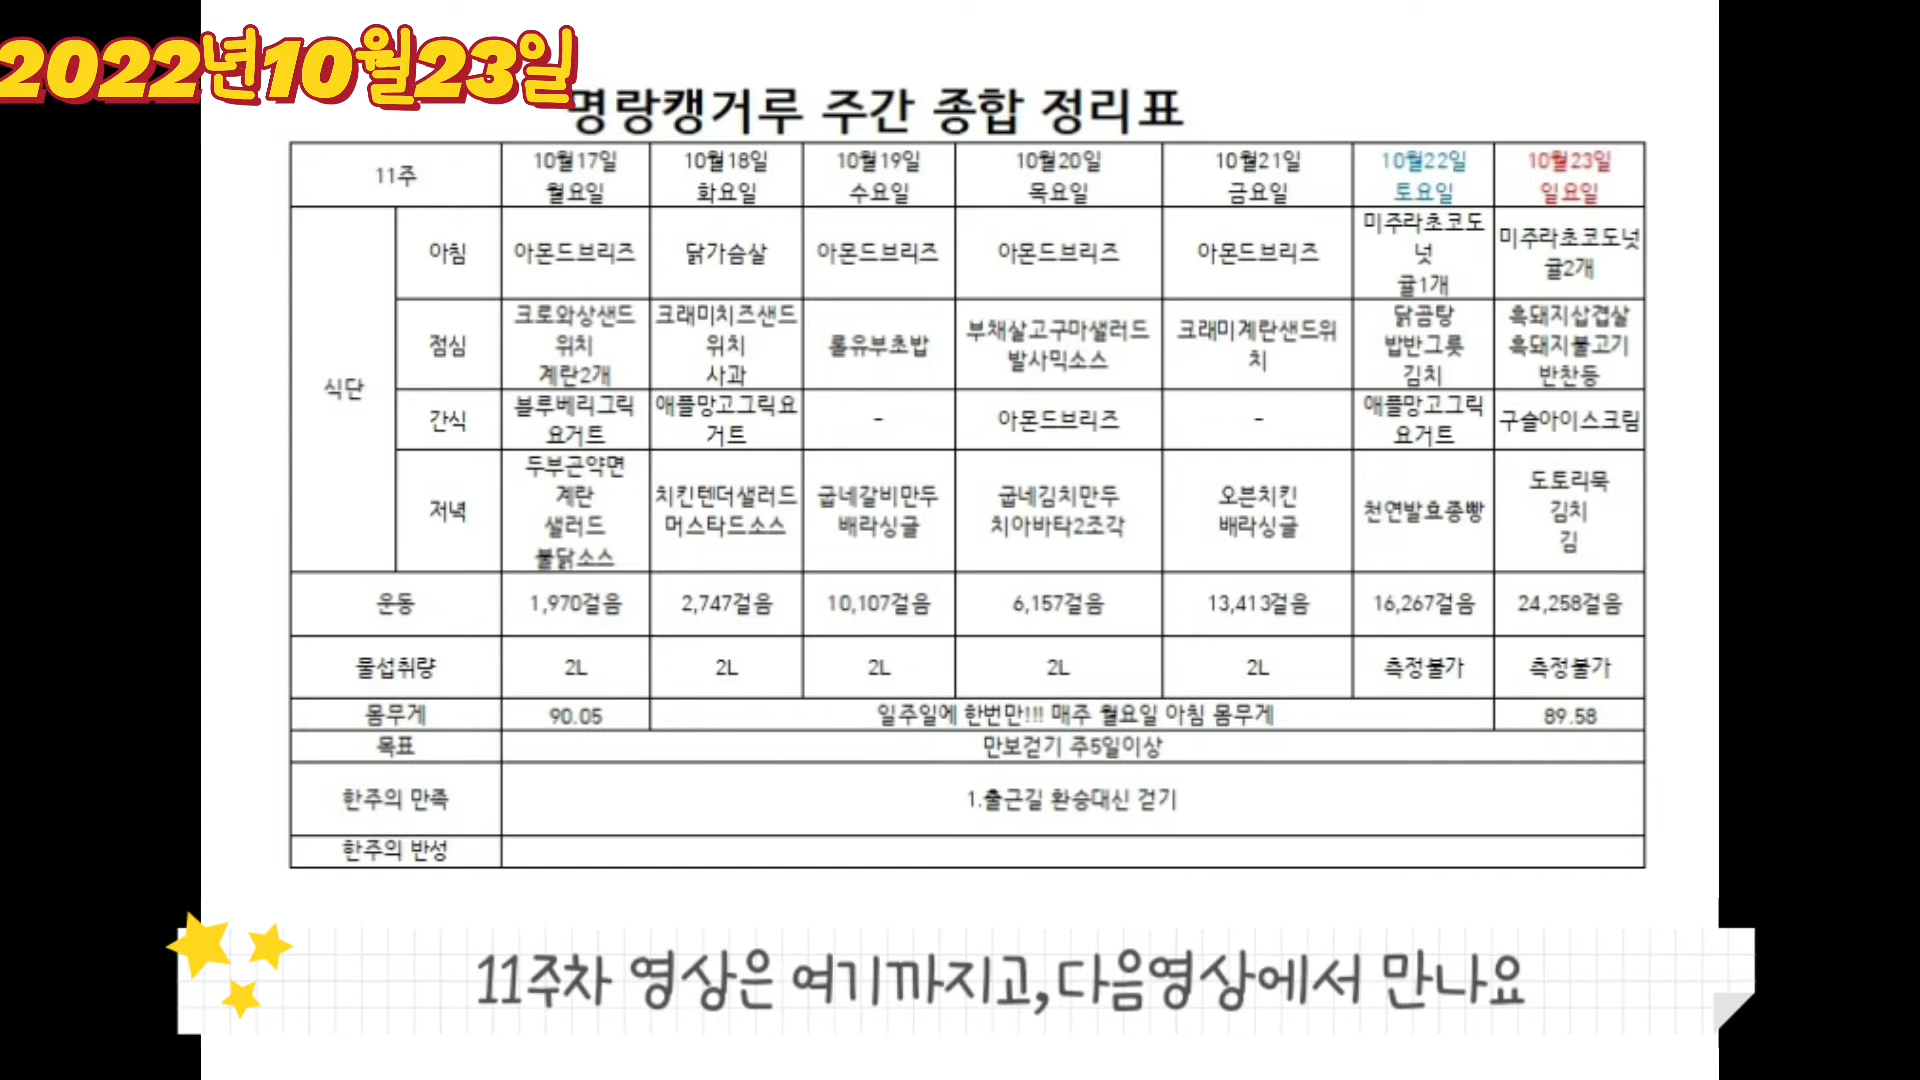 2022년10월23일
명랑캥거루 주간 종합 정리표
11주
10월17일
월요일
10월18일
화요일
10월19일
수요일
10월20일
목요일
10월21일
금요일
10월22일
토요일
10월23일
일요일
식단
아침
아몬드브리즈
닭가슴살
아몬드브리즈
아몬드브리즈
아몬드브리즈
미주라초코도
넛
귤1개
미주라초코도넛
귤2개
점심
크로와상샌드
위치
계란2개
크래미치즈샌드
위치
사과
롤유부초밥
부채살고구마샐러드
발사믹소스
크래미계란샌드위
치
닭곰탕
밥반그릇
김치
흑돼지삼겹살
흑돼지불고기
반찬등
간식
블루베리그릭
요거트
애플망고그릭요
거트
-
아몬드브리즈
-
애플망고그릭
요거트
구슬아이스크림
저녁
두부곤약면
계란
샐러드
불닭소스
치킨텐더샐러드
머스타드소스
굽네갈비만두
배라싱글
굽네김치만두
치아바타2조각
오븐치킨
배라싱글
천연발효종빵
도토리묵
김치
김
운동
1,970걸음
2,747걸음
10,107걸음
6,157걸음
13,413걸음
16,267걸음
24,258걸음
물섭취량
2L
2L
2L
2L
2L
측정불가
측정불가
몸무게
90.05
일주일에 한번만!!! 매주 월요일 아침 몸무게
89.58
목표
만보걷기 주5일이상
한주의 만족
1.출근길 환승대신 걷기
한주의 반성
11주차 영상은 여기까지고,다음영상에서 만나요